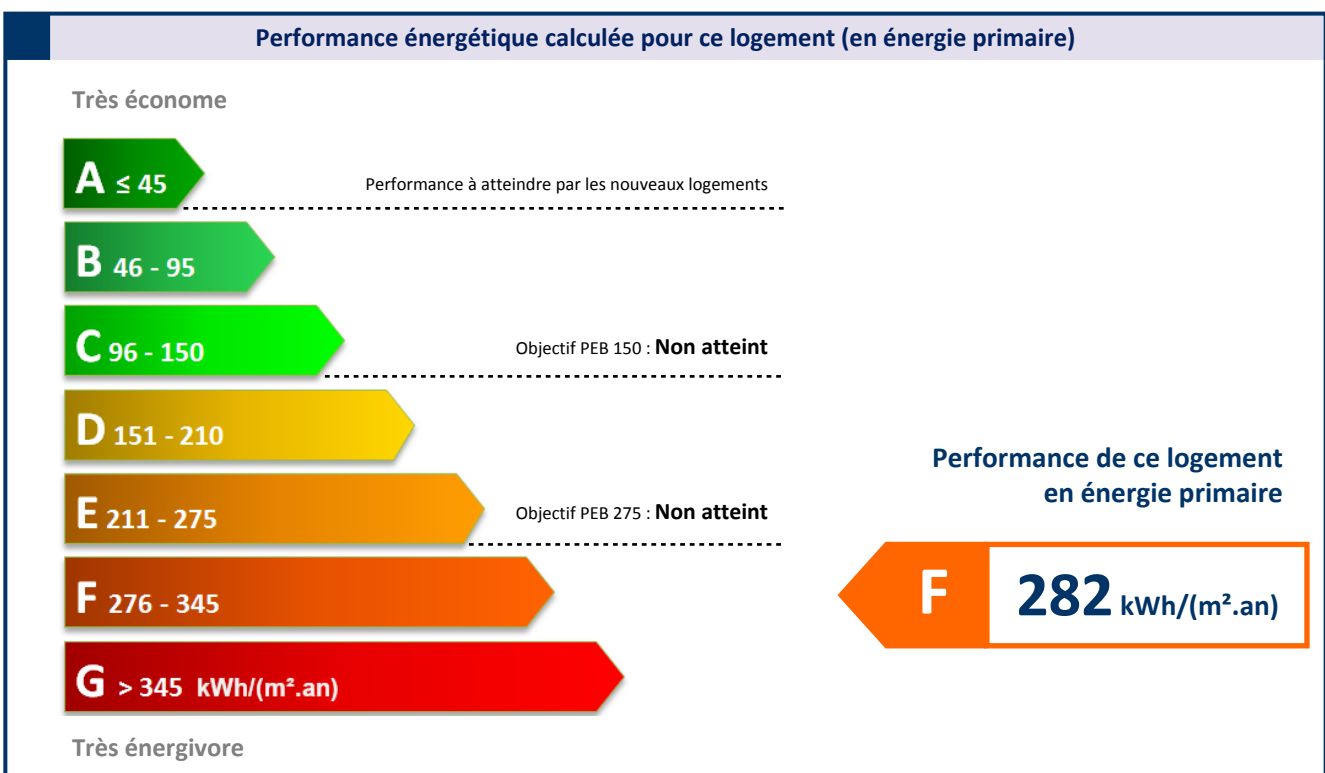 Performance énergétique calculée pour ce logement (en énergie primaire)
Très économe
A ≤ 45
Performance à atteindre par les nouveaux logements
B 46 - 95
C 96 - 150
Objectif PEB 150 : Non atteint
D 151 - 210
E 211 - 275
Objectif PEB 275 : Non atteint
F 276 - 345
G > 345 kWh/(m².an)
Très énergivore
Performance de ce logement
en énergie primaire
F 282 kWh/(m².an)